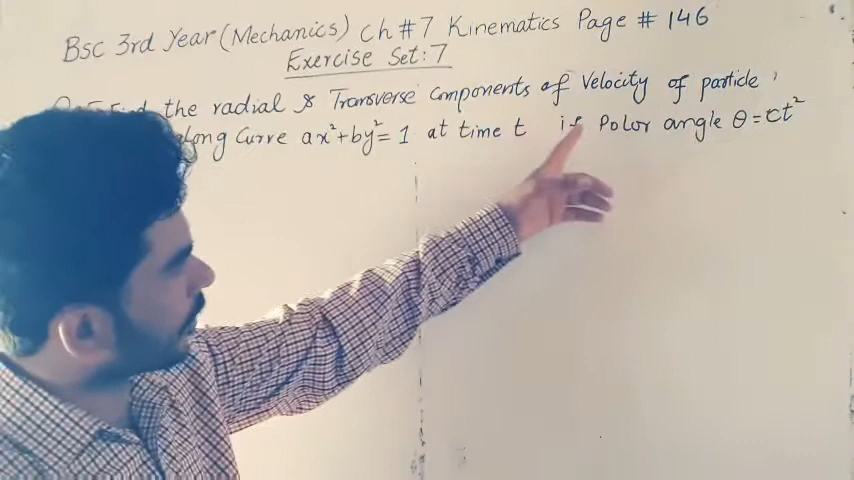 Bsc 3rd Year (Mechanics) Ch #7 Kinematics Page # 146
Exercise Set: 7
Find the radial & Transverse Components of Velocity of particle
along Curve ax²+by²= 1 at time t if Polar angle θ = ct²